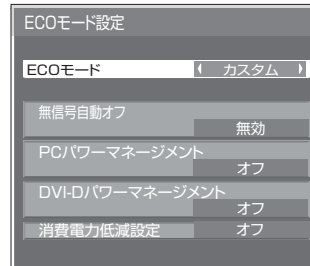 ECOモード設定
ECOモード カスタム
無信号自動オフ
無効
PCパワーマネージメント
オフ
DVI-Dパワーマネージメント
オフ
消費電力低減設定 オフ